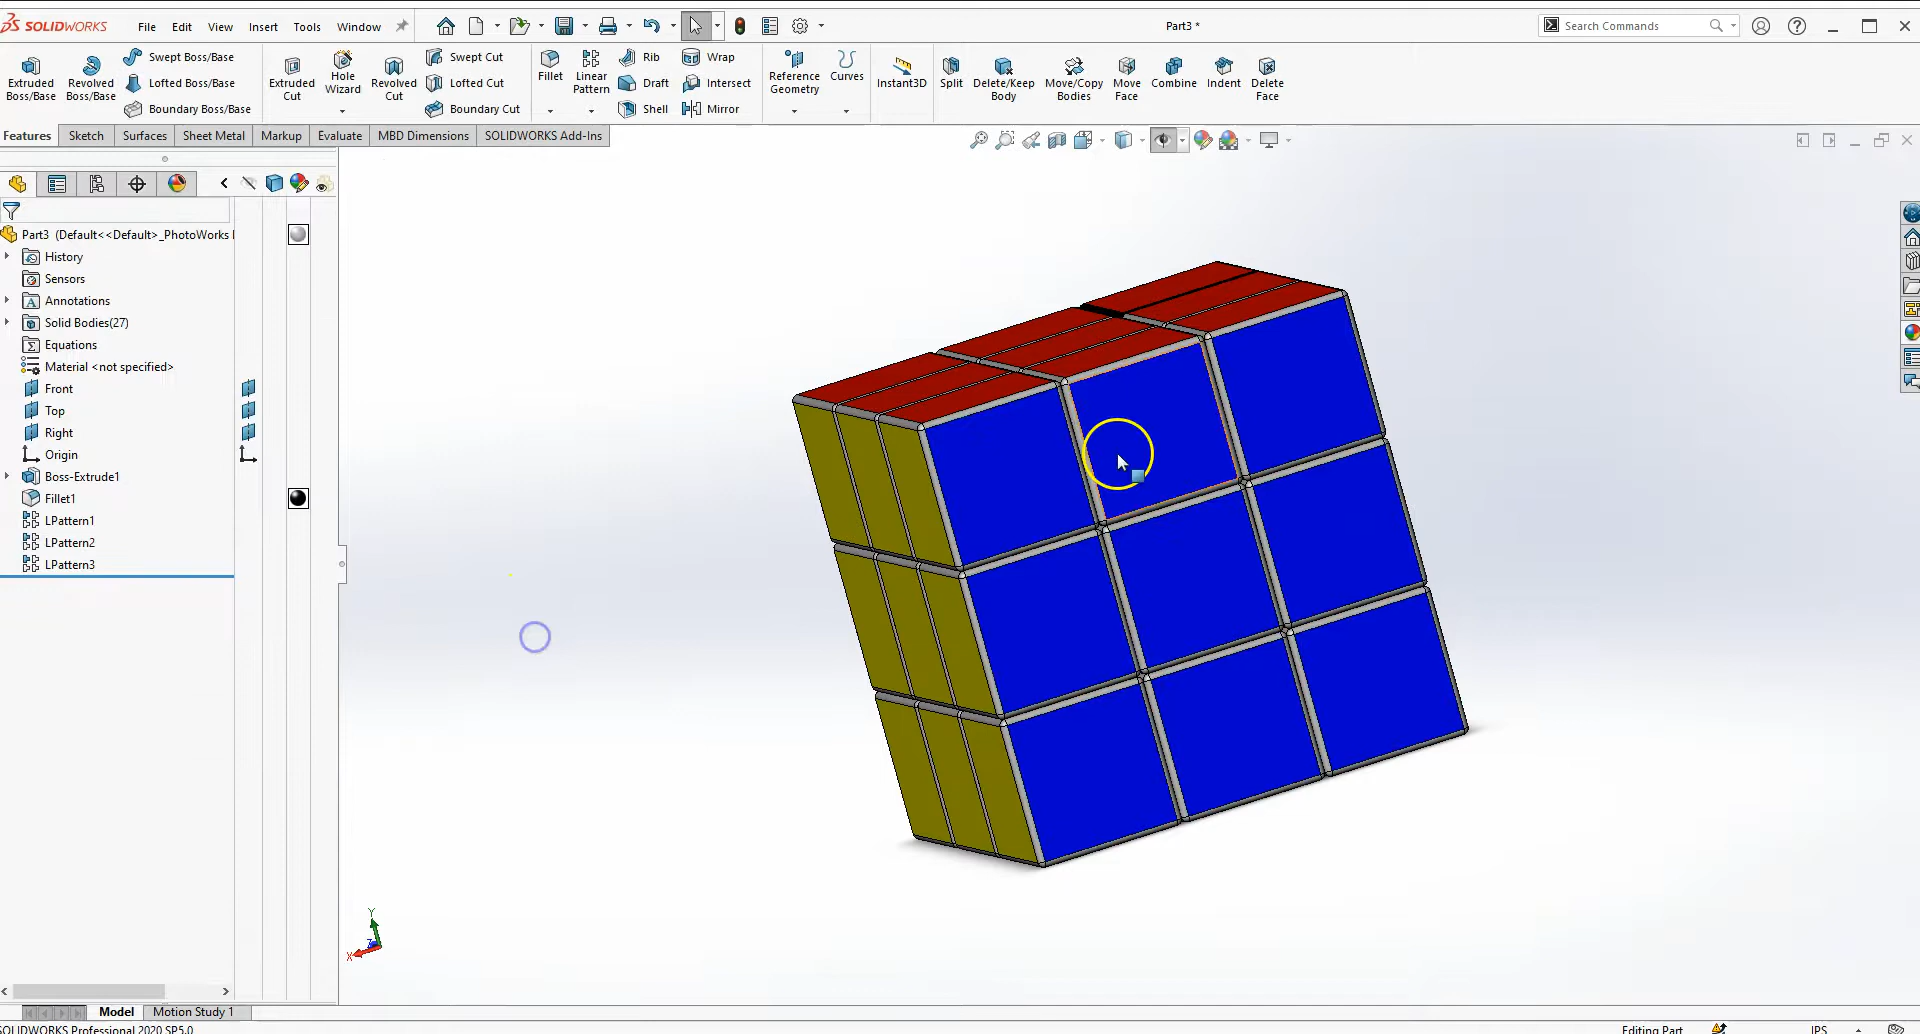 SOLIDWORKS File Edit View Insert Tools Window Part3 * Search Commands
Extruded Boss/Base
Revolved Boss/Base
Swept Boss/Base
Lofted Boss/Base
Boundary Boss/Base
Extruded Cut
Hole Wizard
Revolved Cut
Swept Cut
Lofted Cut
Boundary Cut
Fillet
Linear Pattern
Rib
Draft
Shell
Wrap
Intersect
Mirror
Reference Geometry
Curves
Instant3D
Split
Delete/Keep Body
Move/Copy Bodies
Move Face
Combine
Indent
Delete Face
Features Sketch Surfaces Sheet Metal Markup Evaluate MBD Dimensions SOLIDWORKS Add-Ins
Part3 (Default<<Default>_PhotoWorks
History
Sensors
Annotations
Solid Bodies(27)
Equations
Material <not specified>
Front
Top
Right
Origin
Boss-Extrude1
Fillet1
LPattern1
LPattern2
LPattern3
Y
X
Z
Model Motion Study 1
SOLIDWORKS Professional 2020 SP5.0 Editing Part IPS